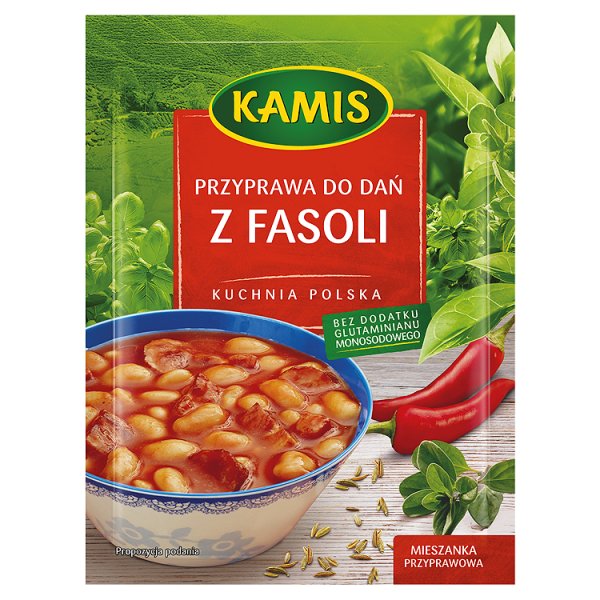 KAMIS
PRZYPRAWA DO DAŃ
Z FASOLI
KUCHNIA POLSKA
BEZ DODATKU
GLUTAMINIANU
MONOSODOWEGO
Propozycja podania
MIESZANKA
PRZYPRAWOWA